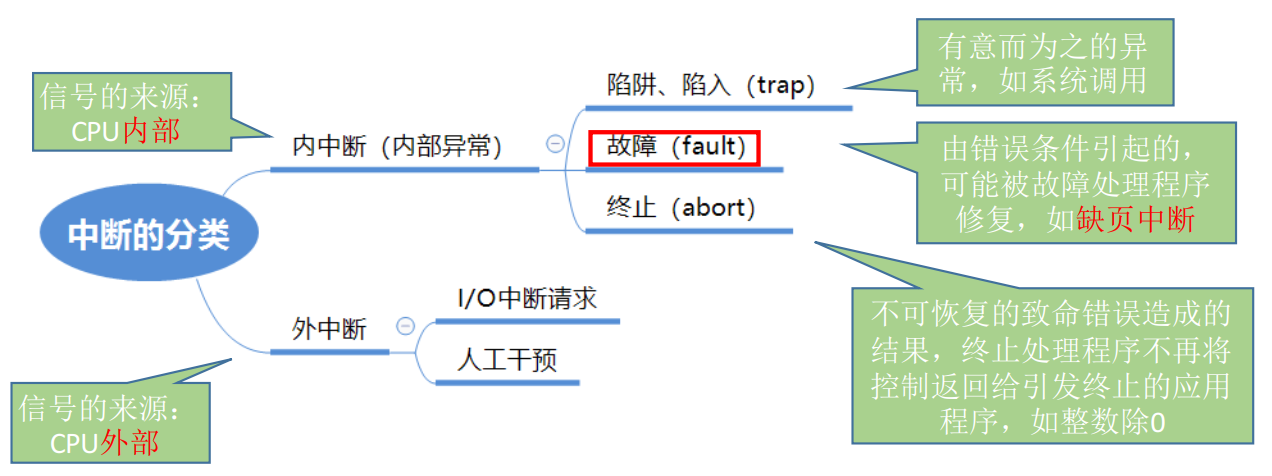 中断的分类
信号的来源：
CPU内部
内中断（内部异常）
陷阱、陷入（trap）
有意而为之的异
常，如系统调用
故障（fault）
由错误条件引起的，
可能被故障处理程序
修复，如缺页中断
终止（abort）
不可恢复的致命错误造成的
结果，终止处理程序不再将
控制返回给引发终止的应用
程序，如整数除0
外中断
信号的来源：
CPU外部
I/O中断请求
人工干预